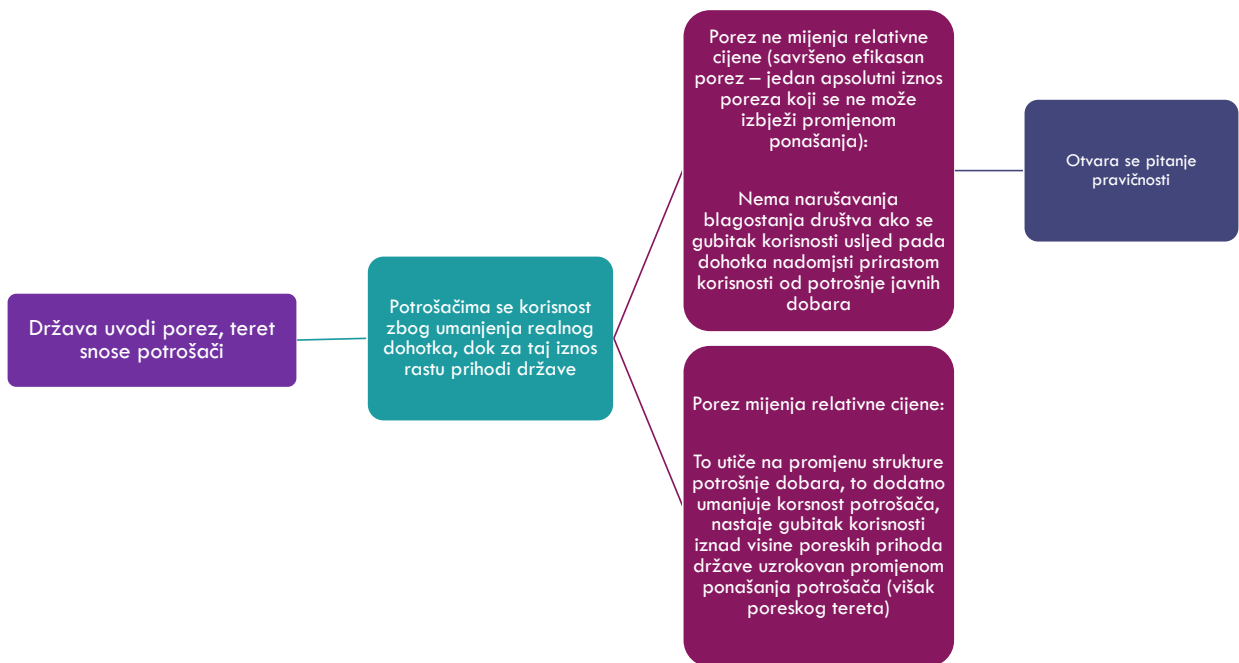 Država uvodi porez, teret
snose potrošači
Potrošačima se korisnost
zbog umanjenja realnog
dohotka, dok za taj iznos
rastu prihodi države
Porez ne mijenja relativne
cijene (savršeno efikasan
porez – jedan apsolutni iznos
poreza koji se ne može
izbježi promjenom
ponašanja):
Nema narušavanja
blagostanja društva ako se
gubitak korisnosti usljed pada
dohotka nadomjsti prirastom
korisnosti od potrošnje javnih
dobara
Otvara se pitanje
pravičnosti
Porez mijenja relativne cijene:
To utiče na promjenu strukture
potrošnje dobara, to dodatno
umanjuje korsnost potrošača,
nastaje gubitak korisnosti
iznad visine poreskih prihoda
države uzrokovan promjenom
ponašanja potrošača (višak
poreskog tereta)